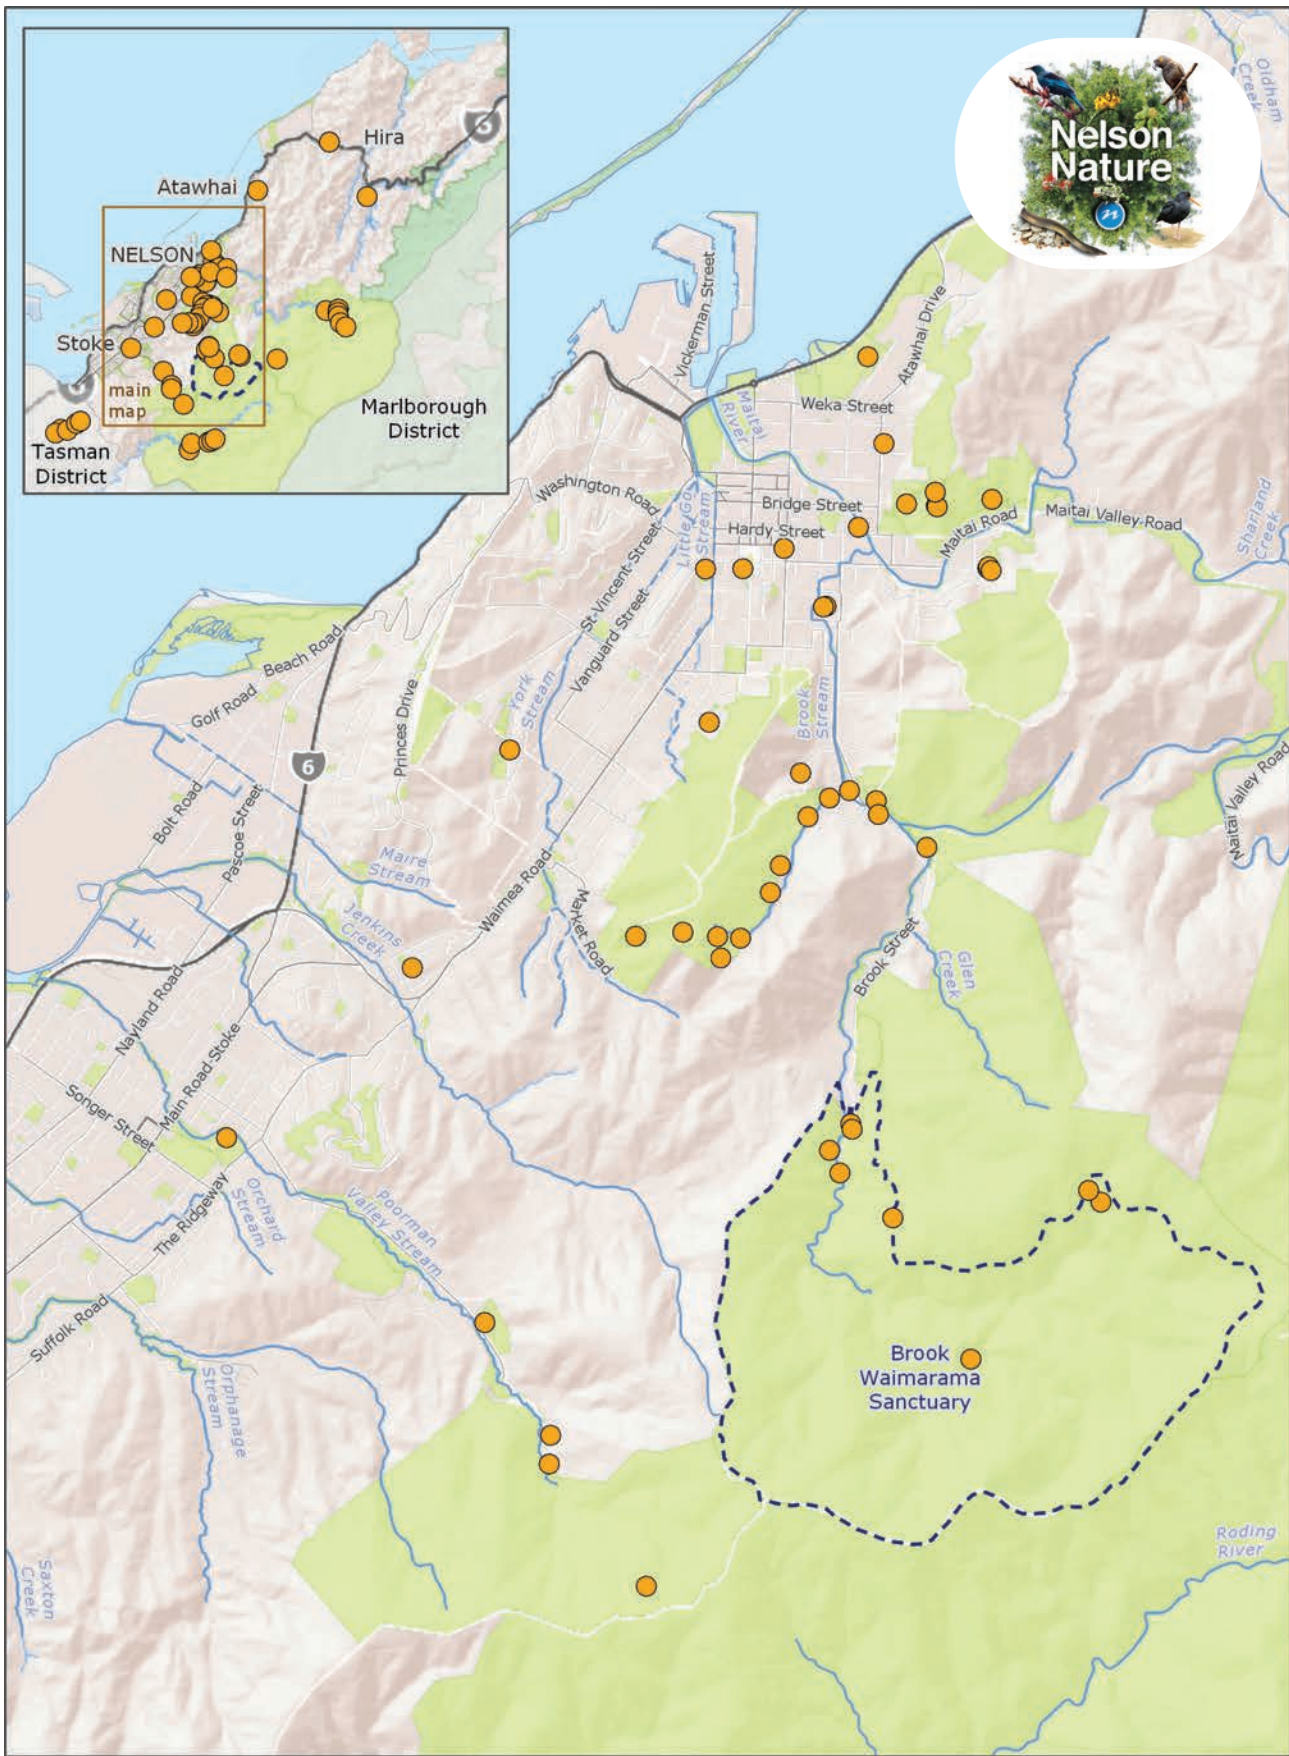 Oldham
Creek
Nelson
Nature
n
Hira
6
Atawhai
NELSON
Stoke
6
main
map
Marlborough
District
Tasman
District
Vickerman Street
Atawhai Drive
Weka Street
Maitai
River
Washington Road
Bridge Street
Hardy Street
Little Go
Stream
Maitai Road
Maitai Valley Road
Sharland
Creek
St Vincent Street
Vanguard Street
Beach Road
Golf Road
Princes Drive
York
Stream
Brook
Stream
6
Bolt Road
Pascoe Street
Maitai Valley Road
Maire
Stream
Waimea Road
Market Road
Jenkins
Creek
Brook Street
Glen
Creek
Nayland Road
Main Road Stoke
Songer Street
The Ridgeway
Orchard
Stream
Poorman
Valley Stream
Suffolk Road
Orphanage
Stream
Brook
Waimarama
Sanctuary
Saxton
Creek
Roding
River